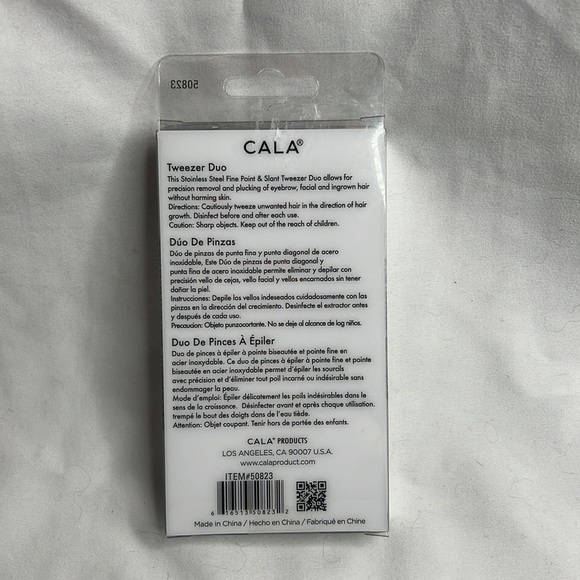 50823
CALA®
Tweezer Duo
This Stainless Steel Fine Point & Slant Tweezer Duo allows for
precision removal and plucking of eyebrow, facial and ingrown hair
without harming skin.
Directions: Cautiously tweeze unwanted hair in the direction of hair
growth. Disinfect before and after each use.
Caution: Sharp objects. Keep out of the reach of children.
Dúo De Pinzas
Dúo de pinzas de punta fina y punta diagonal de acero
inoxidable, Este Dúo de pinzas de punta diagonal y
punta fina de acero inoxidable permite eliminar y depilar con
precisión vello de cejas, vello facial y vellos encarnados sin tener
dañar la piel.
Instrucciones: Depile los vellos indeseados cuidadosamente con las
pinzas en la dirección del crecimiento. Desinfecte el extractor antes
y después de cada uso.
Precaucion: Objeto punzocortante. No se deje al alcance de log niños.
Duo De Pinces À Épiler
Duo de pinces à épiler à pointe biseautée et pointe fine en
acier inoxydable. Ce duo de pinces à épiler à pointe fine et pointe
biseautée en acier inoxydable permet d'épiler les sourcils
avec précision et d'éliminer tout poil incarné ou indésirable sans
endommager la peau.
Mode d'emploi: Épiler délicatement les poils indésirables dans le
sens de la croissance. Désinfecter avant et après chaque utilisation.
trempé le bout des doigts dans de l'eau tiède.
Attention: Objet coupant. Tenir hors de portée des enfants.
CALA® PRODUCTS
LOS ANGELES, CA 90007 U.S.A.
www.calaproduct.com
ITEM#50823
6 16513 50823 2
Made in China / Hecho en China / Fabriqué en Chine